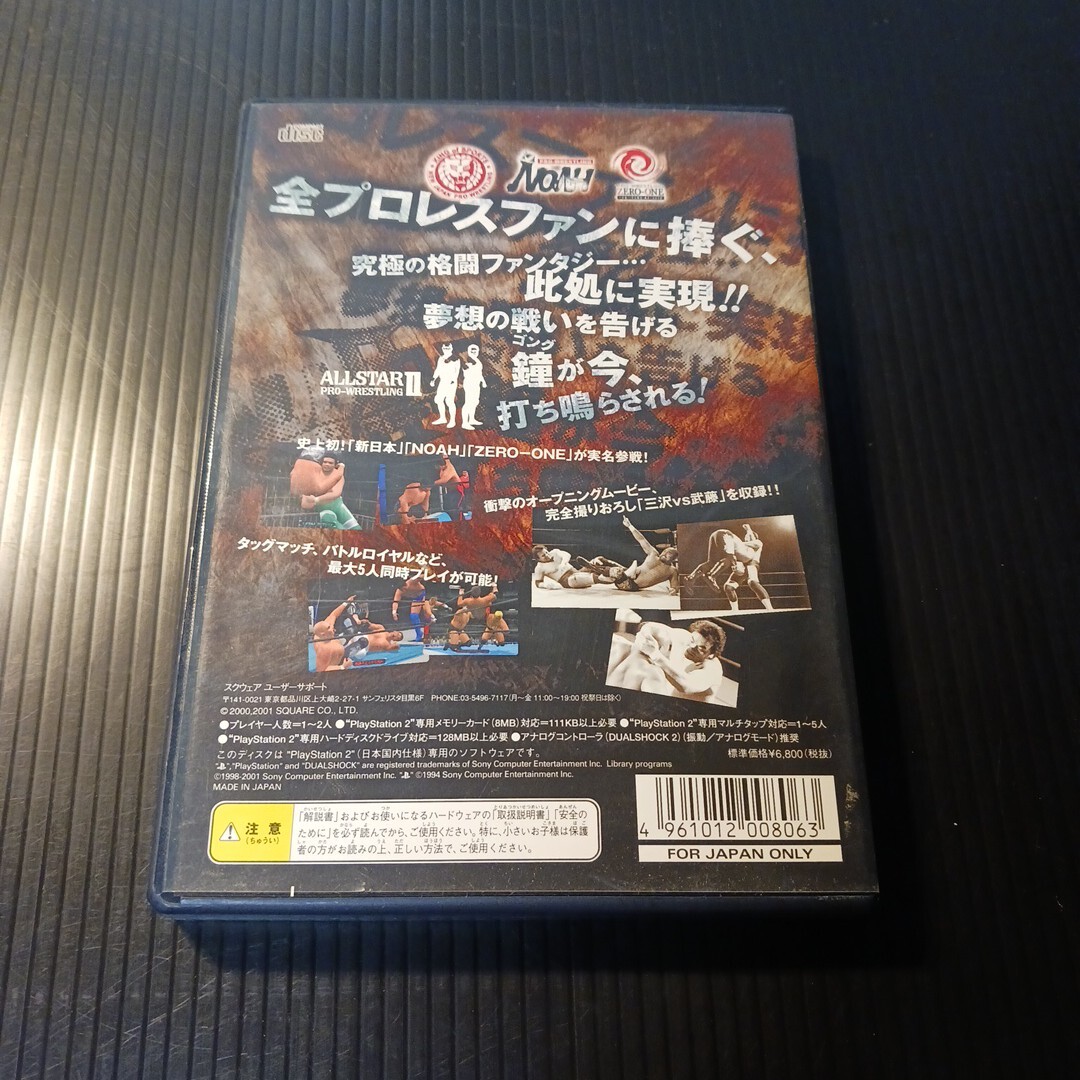 COMPACT
disc
KING of SPORTS
NEW JAPAN PRO-WRESTLING
PRO-WRESTLING
NOAH
ZERO-ONE
全プロレスファンに捧ぐ、
究極の格闘ファンタジー…
此処に実現!!
夢想の戦いを告げる
ゴング
鐘が今、
打ち鳴らされる!
ALLSTAR II
PRO-WRESTLING
史上初!「新日本」「NOAH」「ZERO-ONE」が実名参戦!
衝撃のオープニングムービー、
完全撮りおろし「三沢vs武藤」を収録!!
タッグマッチ、バトルロイヤルなど、
最大5人同時プレイが可能!
スクウェア ユーザーサポート
〒141-0021 東京都品川区上大崎2-27-1 サンフェリスタ目黒6F PHONE:03-5496-7117(月〜金 11:00〜19:00 祝祭日は除く)
©2000,2001 SQUARE CO., LTD.
●プレイヤー人数=1〜2人 ●"PlayStation 2"専用メモリーカード(8MB)対応=111KB以上必要 ●"PlayStation 2"専用マルチタップ対応=1〜5人
●"PlayStation 2"専用ハードディスクドライブ対応=128MB以上必要 ●アナログコントローラ(DUALSHOCK 2)(振動/アナログモード)推奨
このディスクは "PlayStation 2"(日本国内仕様)専用のソフトウェアです。 標準価格¥6,800(税抜)
"PS","PlayStation" and "DUALSHOCK" are registered trademarks of Sony Computer Entertainment Inc. Library programs
©1998-2001 Sony Computer Entertainment Inc. "PS" ©1994 Sony Computer Entertainment Inc.
MADE IN JAPAN
注意
(ちゅうい)
「解説書」およびお使いになるハードウェアの「取扱説明書」「安全の
ために」を必ず読んでから、ご使用ください。特に、小さいお子様は保護
者の方がお読みの上、正しい方法で、ご使用ください。
4 961012 008063
FOR JAPAN ONLY